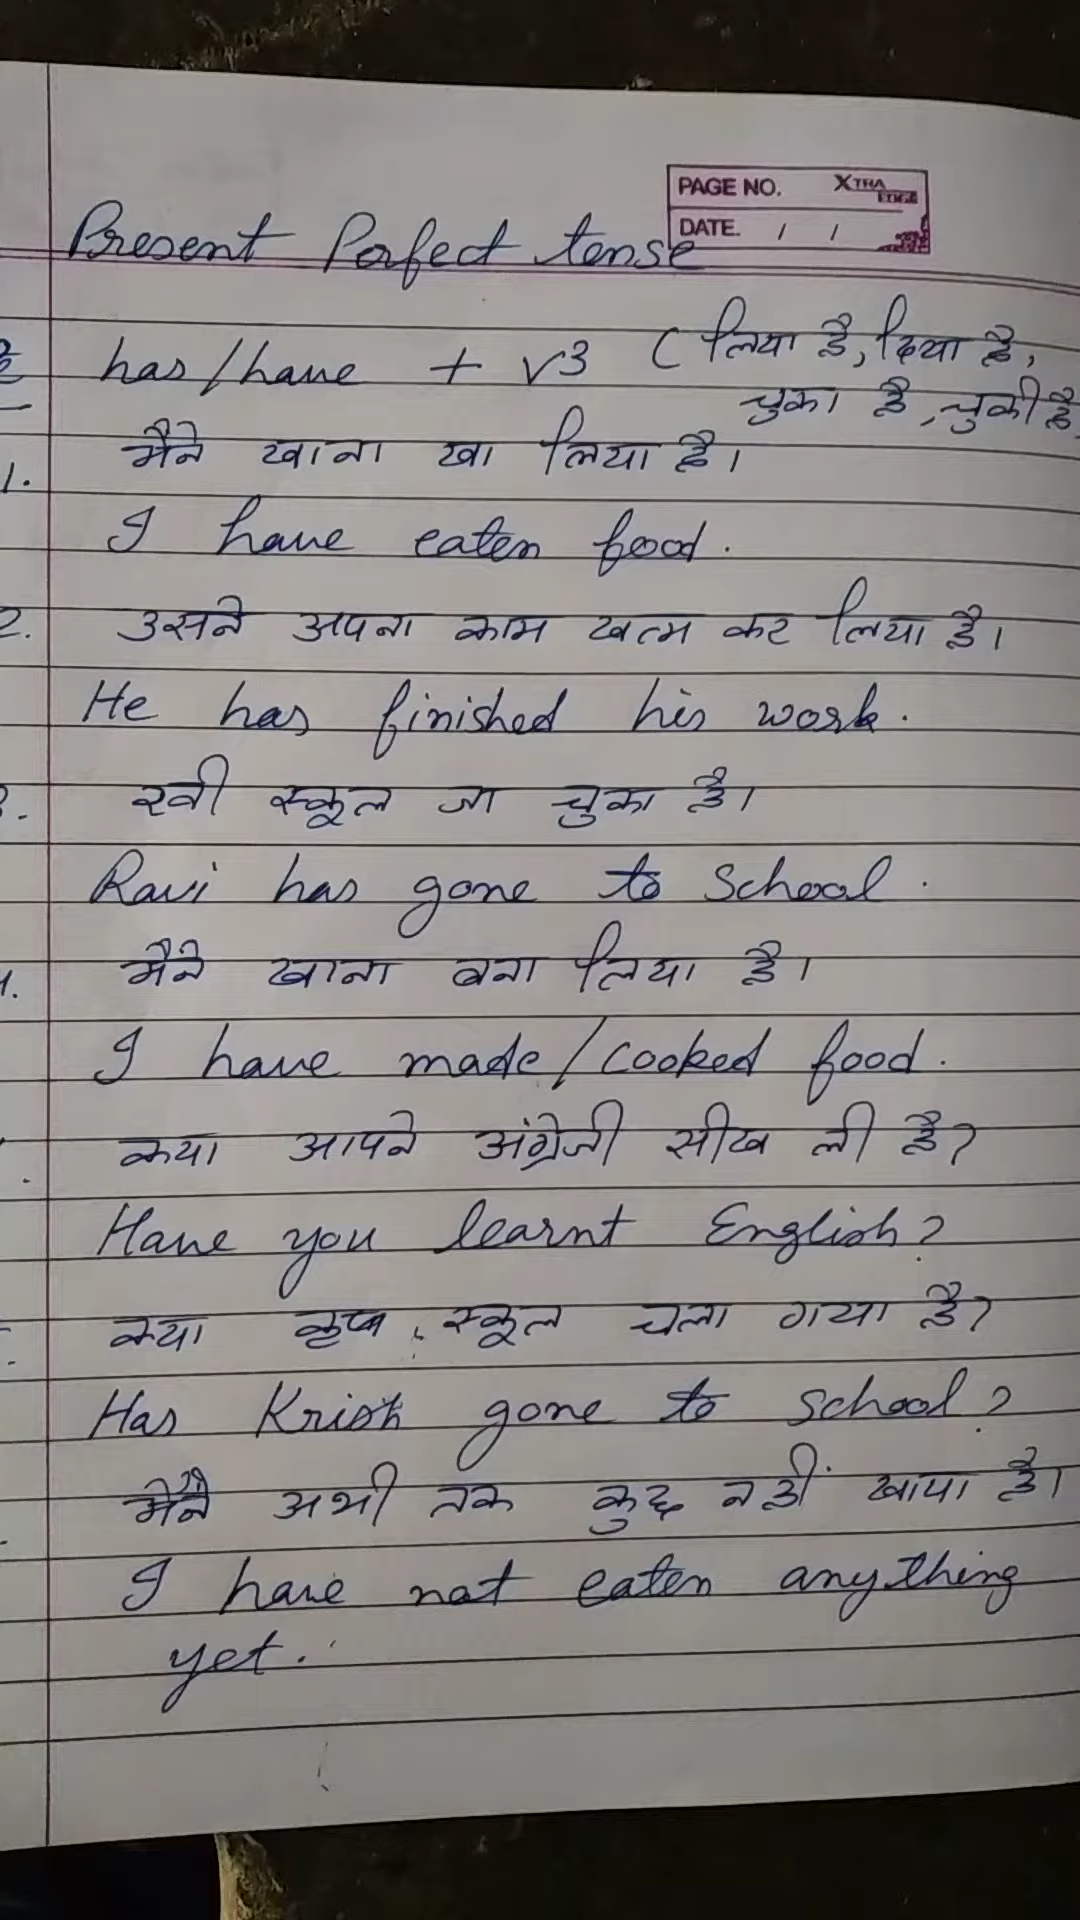 PAGE NO.
XTRA EDGE
DATE. / /
Present Perfect tense
has/have + v3 ( लिया है, दिया है,
चुका है, चुकी है
1. मैने खाना खा लिया है।
I have eaten food.
2. उसने अपना काम खत्म कर लिया है।
He has finished his work.
3. रवी स्कूल जा चुका है।
Ravi has gone to School.
4. मैने खाना बना लिया है।
I have made/cooked food.
क्या आपने अंग्रेजी सीख ली है?
Have you learnt English?
क्या स्कूल चला गया है?
Has Krish gone to school?
मैने अभी तक कुछ नहीं खाया है।
I have not eaten anything
yet.